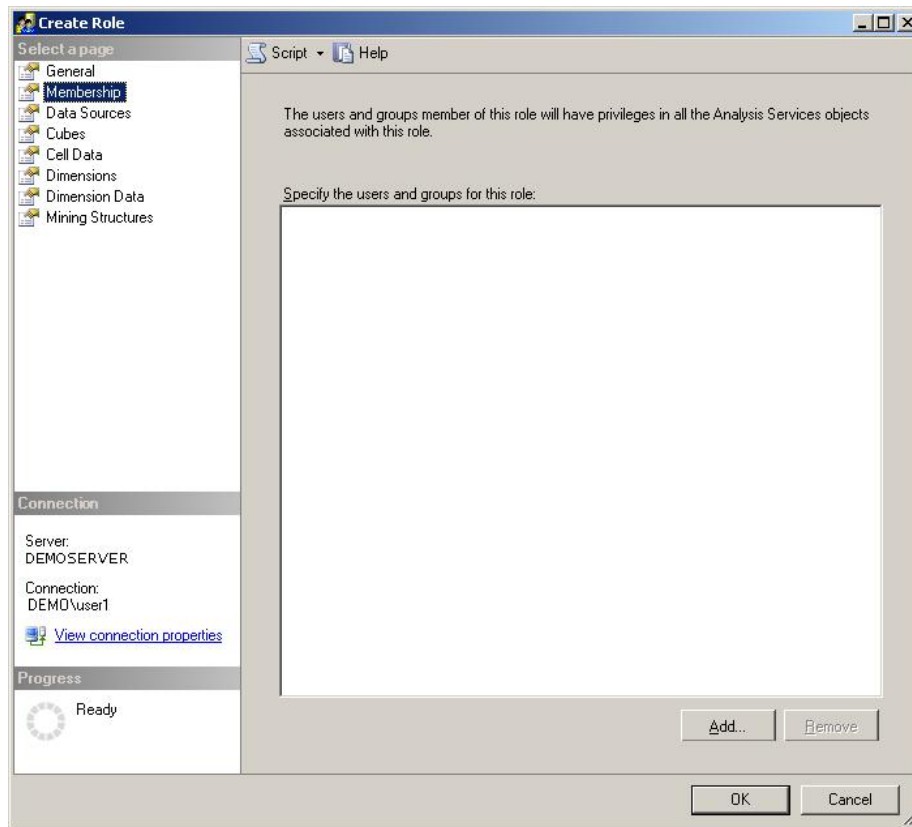 Create Role
Select a page
Script Help
General
Membership
Data Sources
Cubes
Cell Data
Dimensions
Dimension Data
Mining Structures
The users and groups member of this role will have privileges in all the Analysis Services objects
associated with this role.
Specify the users and groups for this role:
Connection
Server:
DEMOSERVER
Connection:
DEMO\user1
View connection properties
Progress
Ready
Add... Remove
OK Cancel